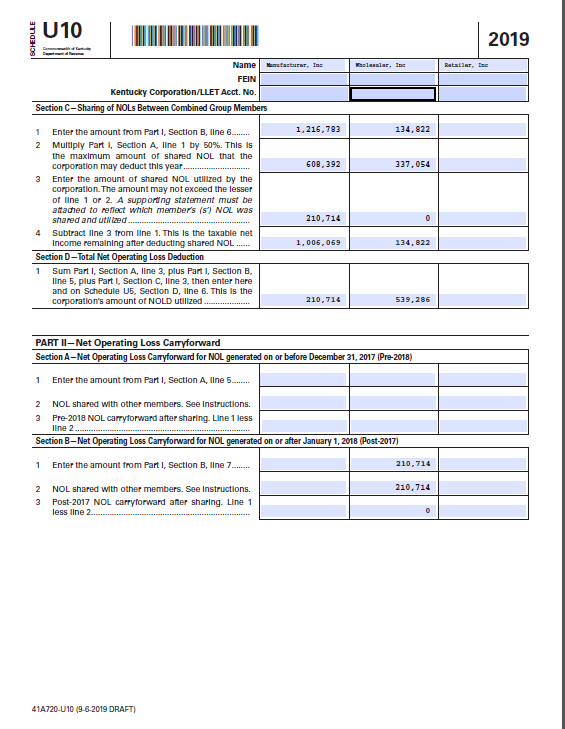 SCHEDULE
U10
Commonwealth of Kentucky
Department of Revenue
2019
Name Manufacturer, Inc Wholesaler, Inc Retailer, Inc
FEIN
Kentucky Corporation/LLET Acct. No.
Section C—Sharing of NOLs Between Combined Group Members
1 Enter the amount from Part I, Section B, line 6........ 1,216,783 134,822
2 Multiply Part I, Section A, line 1 by 50%. This is
the maximum amount of shared NOL that the
corporation may deduct this year............................ 608,392 337,054
3 Enter the amount of shared NOL utilized by the
corporation. The amount may not exceed the lesser
of line 1 or 2. A supporting statement must be
attached to reflect which member's (s') NOL was
shared and utilized.................................................. 210,714 0
4 Subtract line 3 from line 1. This is the taxable net
income remaining after deducting shared NOL ...... 1,006,069 134,822
Section D—Total Net Operating Loss Deduction
1 Sum Part I, Section A, line 3, plus Part I, Section B,
line 5, plus Part I, Section C, line 3, then enter here
and on Schedule U5, Section D, line 6. This is the
corporation's amount of NOLD utilized ................... 210,714 539,286
PART II—Net Operating Loss Carryforward
Section A—Net Operating Loss Carryforward for NOL generated on or before December 31, 2017 (Pre-2018)
1 Enter the amount from Part I, Section A, line 5........
2 NOL shared with other members. See instructions.
3 Pre-2018 NOL carryforward after sharing. Line 1 less
line 2........................................................................
Section B—Net Operating Loss Carryforward for NOL generated on or after January 1, 2018 (Post-2017)
1 Enter the amount from Part I, Section B, line 7........ 210,714
2 NOL shared with other members. See instructions. 210,714
3 Post-2017 NOL carryforward after sharing. Line 1
less line 2................................................................. 0
41A720-U10 (9-6-2019 DRAFT)